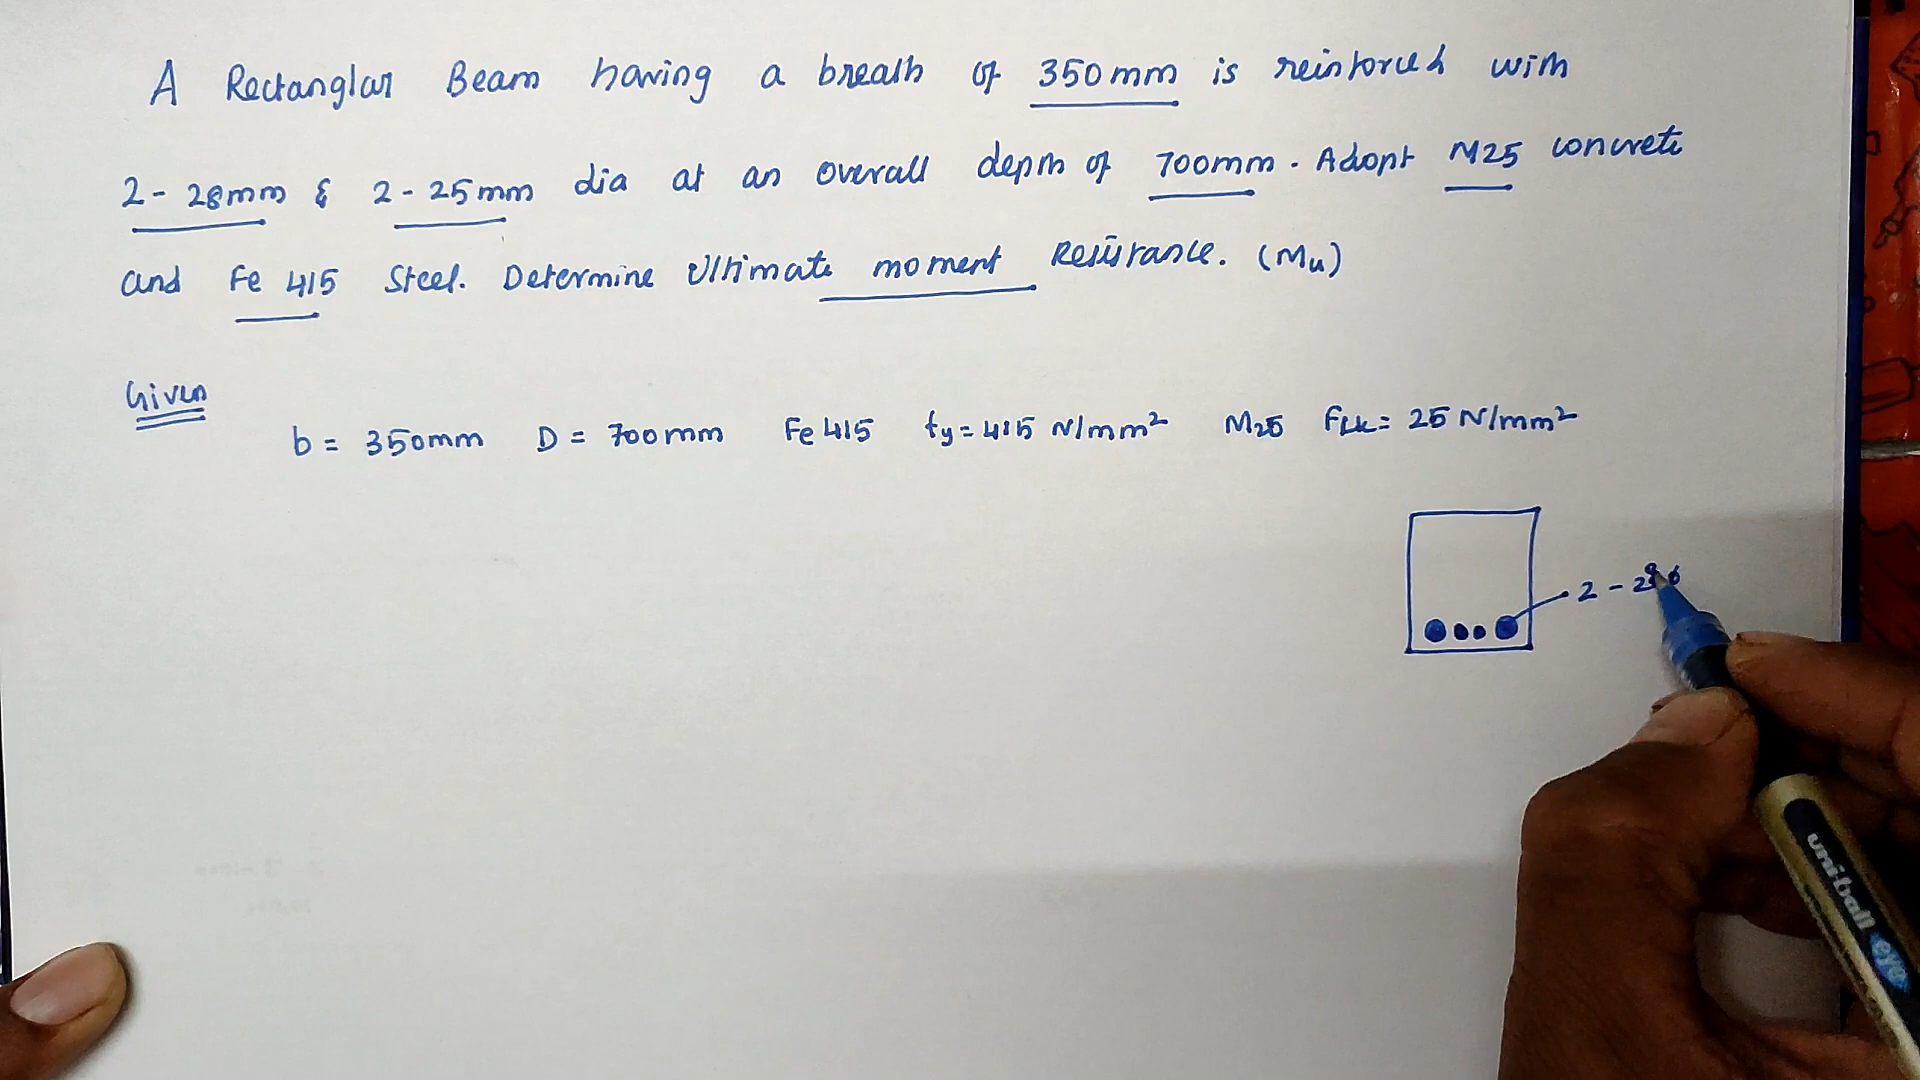 A Rectanglar Beam having a breath of 350mm is reinforced with
2 - 28mm & 2 - 25mm dia at an overall depth of 700mm. Adopt M25 concrete
and Fe 415 Steel. Determine Ultimate moment Resistance. (Mu)
Given
b = 350mm D = 700mm Fe 415 fy = 415 N/mm² M25 Fck = 25 N/mm²
2 - 28
uniball eye